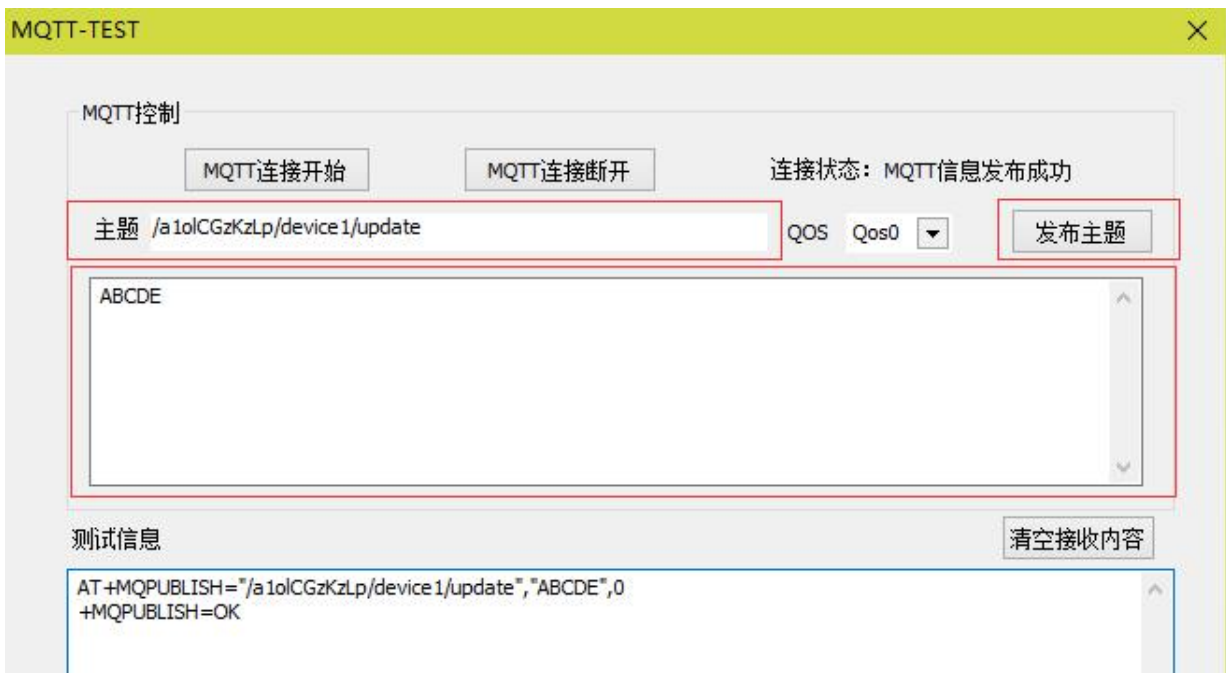 MQTT-TEST
MQTT控制
MQTT连接开始 MQTT连接断开 连接状态：MQTT信息发布成功
主题 /a1olCGzKzLp/device1/update QOS Qos0 发布主题
ABCDE
测试信息 清空接收内容
AT+MQPUBLISH="/a1olCGzKzLp/device1/update","ABCDE",0
+MQPUBLISH=OK